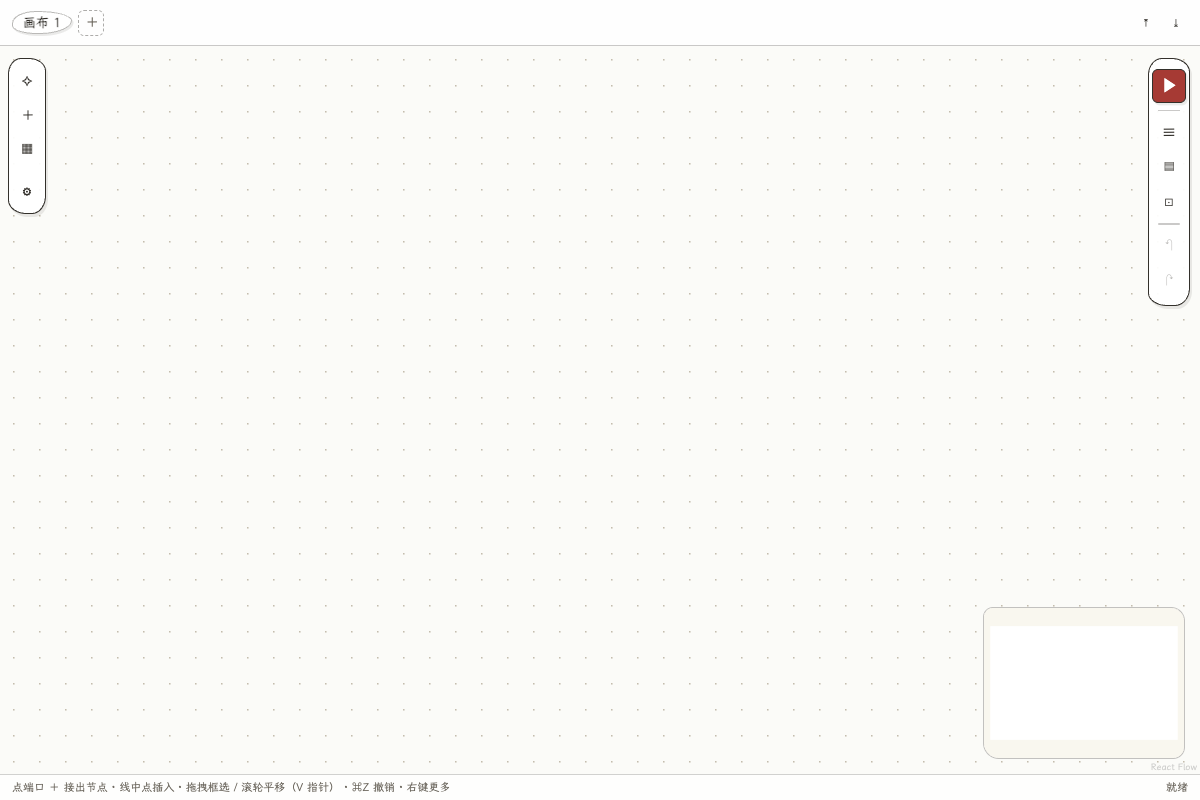 画布 1
点端口 ＋ 接出节点 · 线中点插入 · 拖拽框选 / 滚轮平移（V 指针） · ⌘Z 撤销 · 右键更多
React Flow
就绪